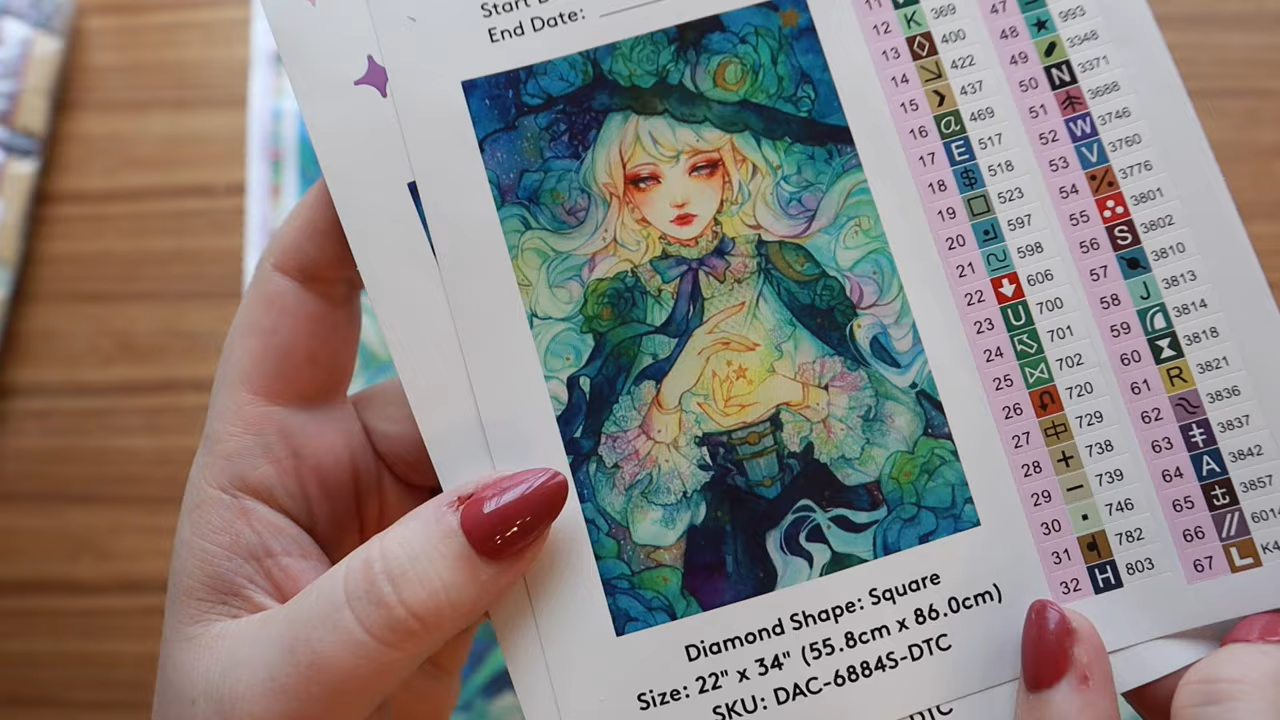 Start
End Date:
11
12 K 369
13 400
14 422
15 437
16 a 469
17 E 517
18 $ 518
19 523
20 597
21 598
22 606
23 U 700
24 701
25 702
26 720
27 中 729
28 + 738
29 – 739
30 746
31 782
32 H 803
47
48 ★ 993
49 3348
50 N 3371
51 3688
52 W 3746
53 V 3760
54 3776
55 3801
56 S 3802
57 3810
58 J 3813
59 3814
60 3818
61 R 3821
62 3836
63 3837
64 A 3842
65 3857
66 // 6014
67 L K4
Diamond Shape: Square
Size: 22" x 34" (55.8cm x 86.0cm)
SKU: DAC-6884S-DTC
DTC